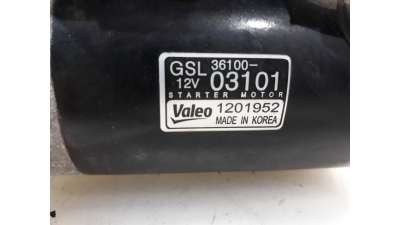 GSL 36100-
12V 03101
STARTER MOTOR
Valeo 1201952
MADE IN KOREA